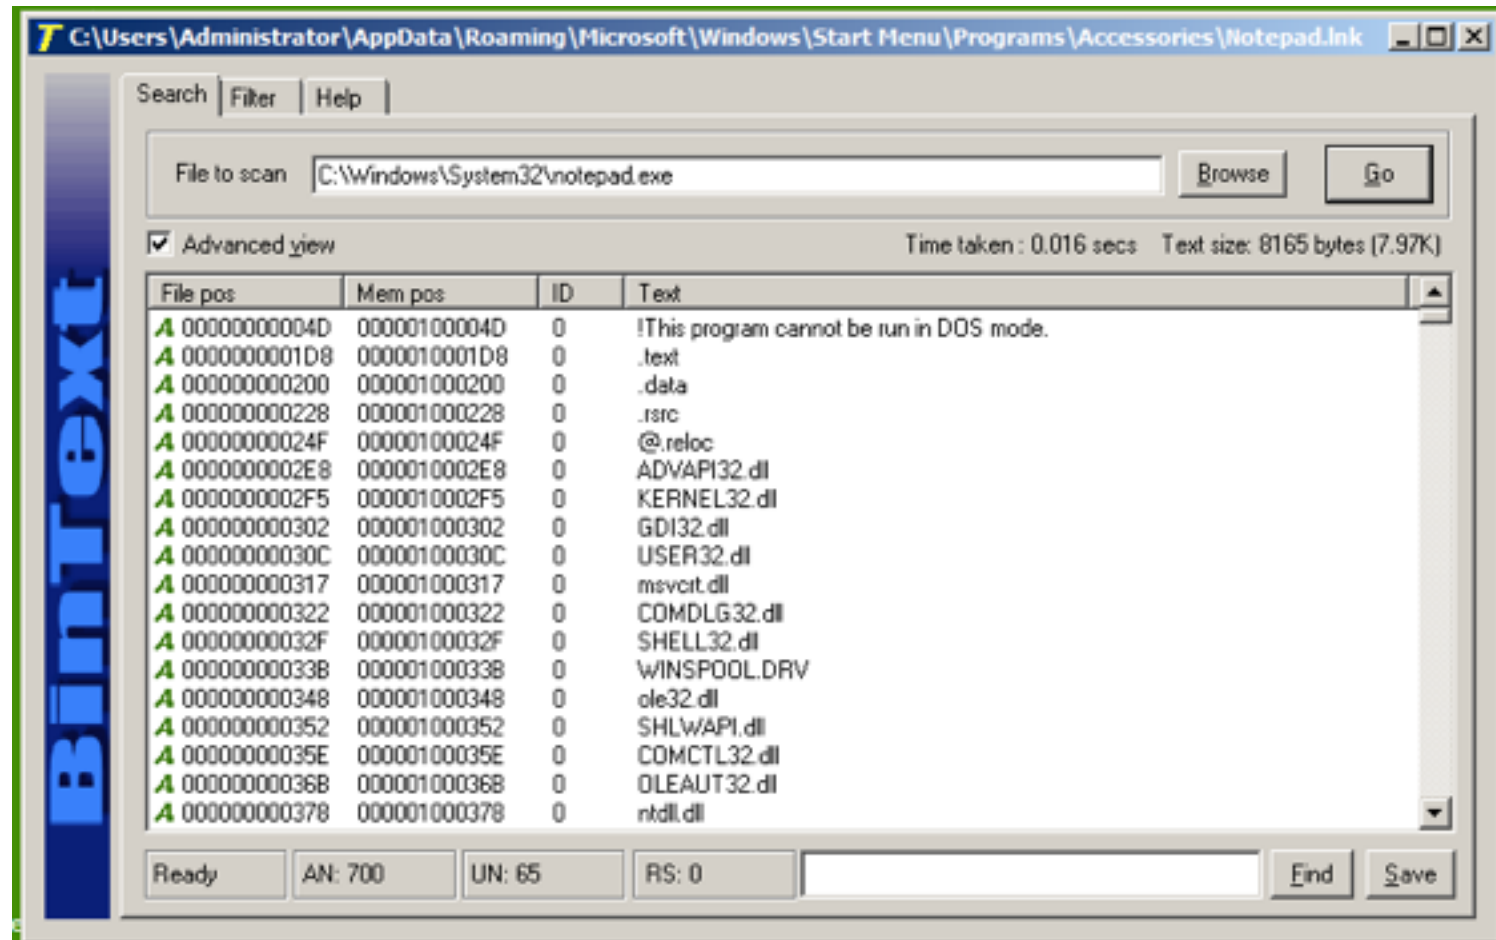 C:\Users\Administrator\AppData\Roaming\Microsoft\Windows\Start Menu\Programs\Accessories\Notepad.lnk
Search Filter Help
File to scan C:\Windows\System32\notepad.exe Browse Go
Advanced view Time taken : 0.016 secs Text size: 8165 bytes (7.97K)
File pos Mem pos ID Text
A 00000000004D 00000100004D 0 !This program cannot be run in DOS mode.
A 0000000001D8 0000010001D8 0 .text
A 000000000200 000001000200 0 .data
A 000000000228 000001000228 0 .rsrc
A 00000000024F 00000100024F 0 @.reloc
A 0000000002E8 0000010002E8 0 ADVAPI32.dll
A 0000000002F5 0000010002F5 0 KERNEL32.dll
A 000000000302 000001000302 0 GDI32.dll
A 00000000030C 00000100030C 0 USER32.dll
A 000000000317 000001000317 0 msvcrt.dll
A 000000000322 000001000322 0 COMDLG32.dll
A 00000000032F 00000100032F 0 SHELL32.dll
A 00000000033B 00000100033B 0 WINSPOOL.DRV
A 000000000348 000001000348 0 ole32.dll
A 000000000352 000001000352 0 SHLWAPI.dll
A 00000000035E 00000100035E 0 COMCTL32.dll
A 00000000036B 00000100036B 0 OLEAUT32.dll
A 000000000378 000001000378 0 ntdll.dll
Ready AN: 700 UN: 65 RS: 0 Find Save
BinText